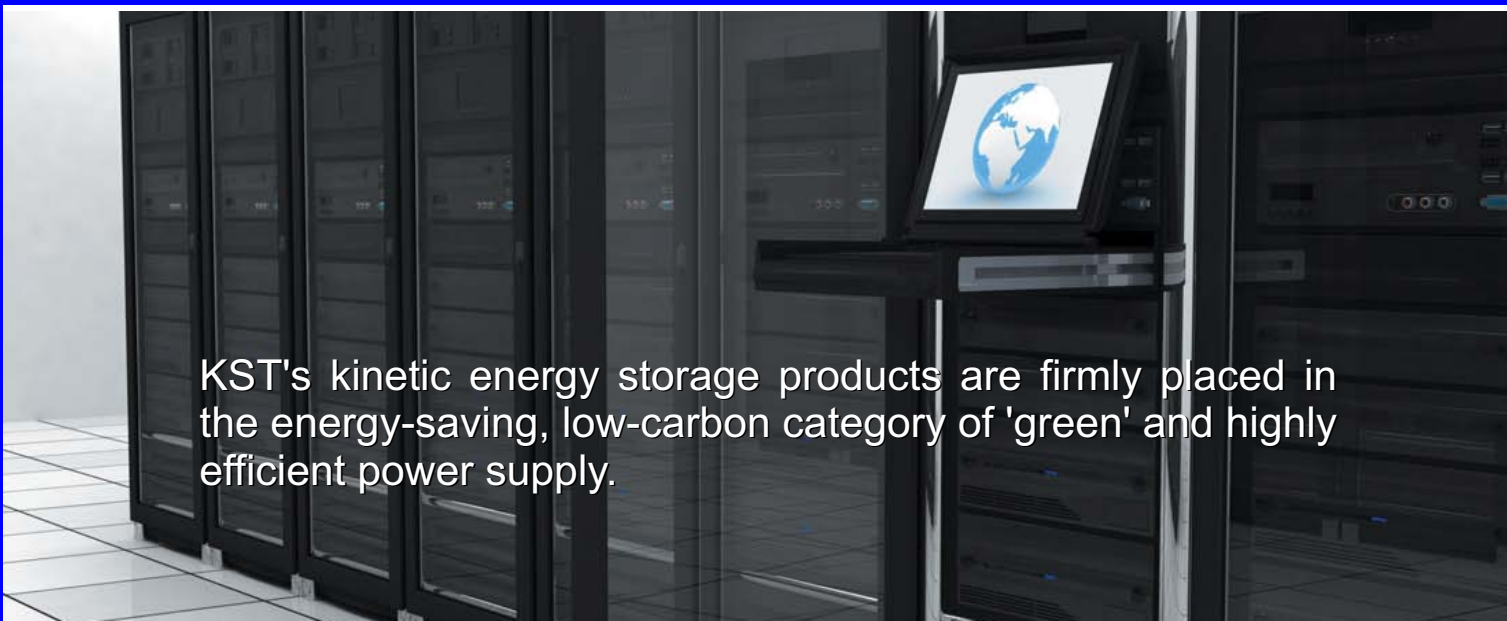 KST's kinetic energy storage products are firmly placed in
the energy-saving, low-carbon category of 'green' and highly
efficient power supply.